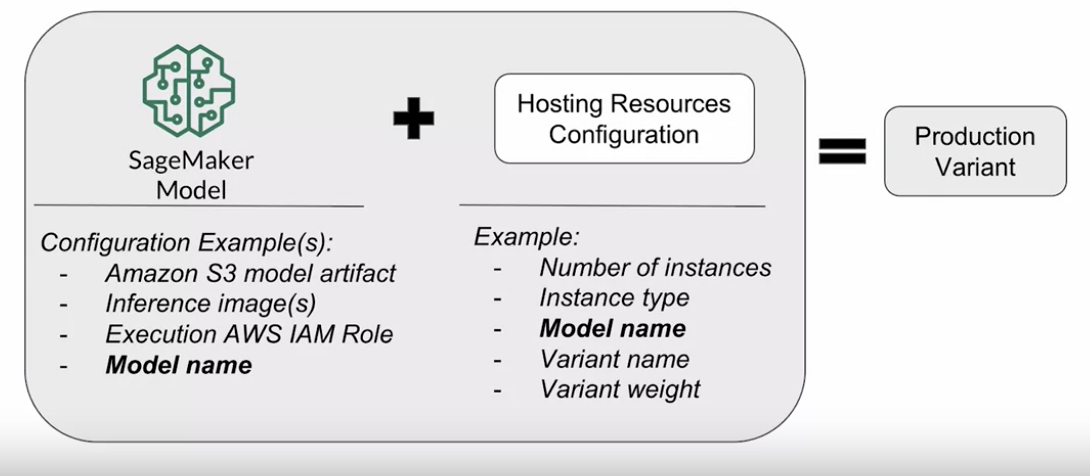 SageMaker
Model
Hosting Resources
Configuration
Production
Variant
Configuration Example(s):
- Amazon S3 model artifact
- Inference image(s)
- Execution AWS IAM Role
- Model name
Example:
- Number of instances
- Instance type
- Model name
- Variant name
- Variant weight